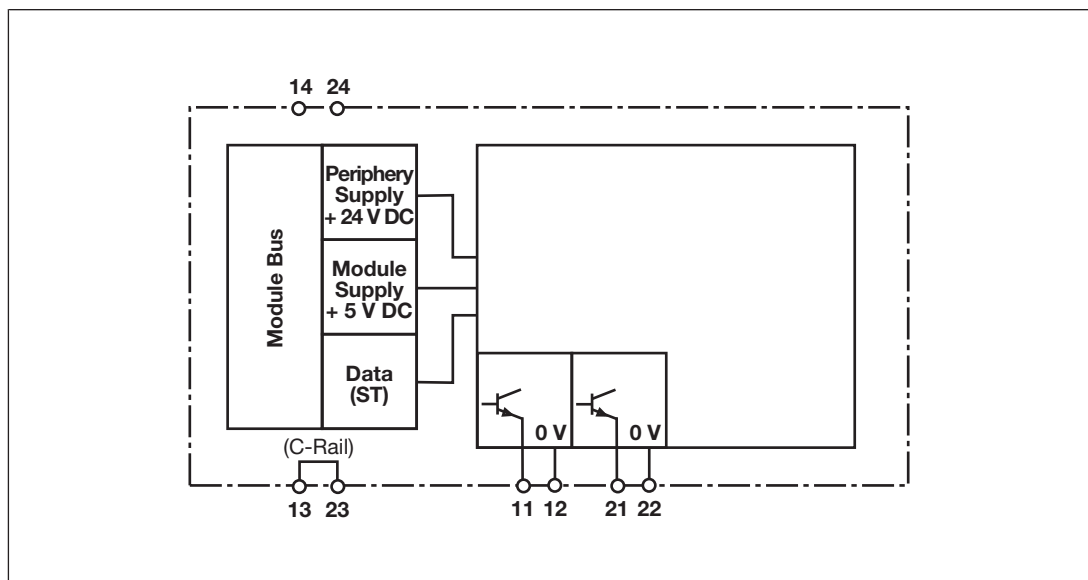 14 24
Periphery
Supply
+ 24 V DC
Module Bus
Module
Supply
+ 5 V DC
Data
(ST)
0 V 0 V
(C-Rail)
13 23 11 12 21 22